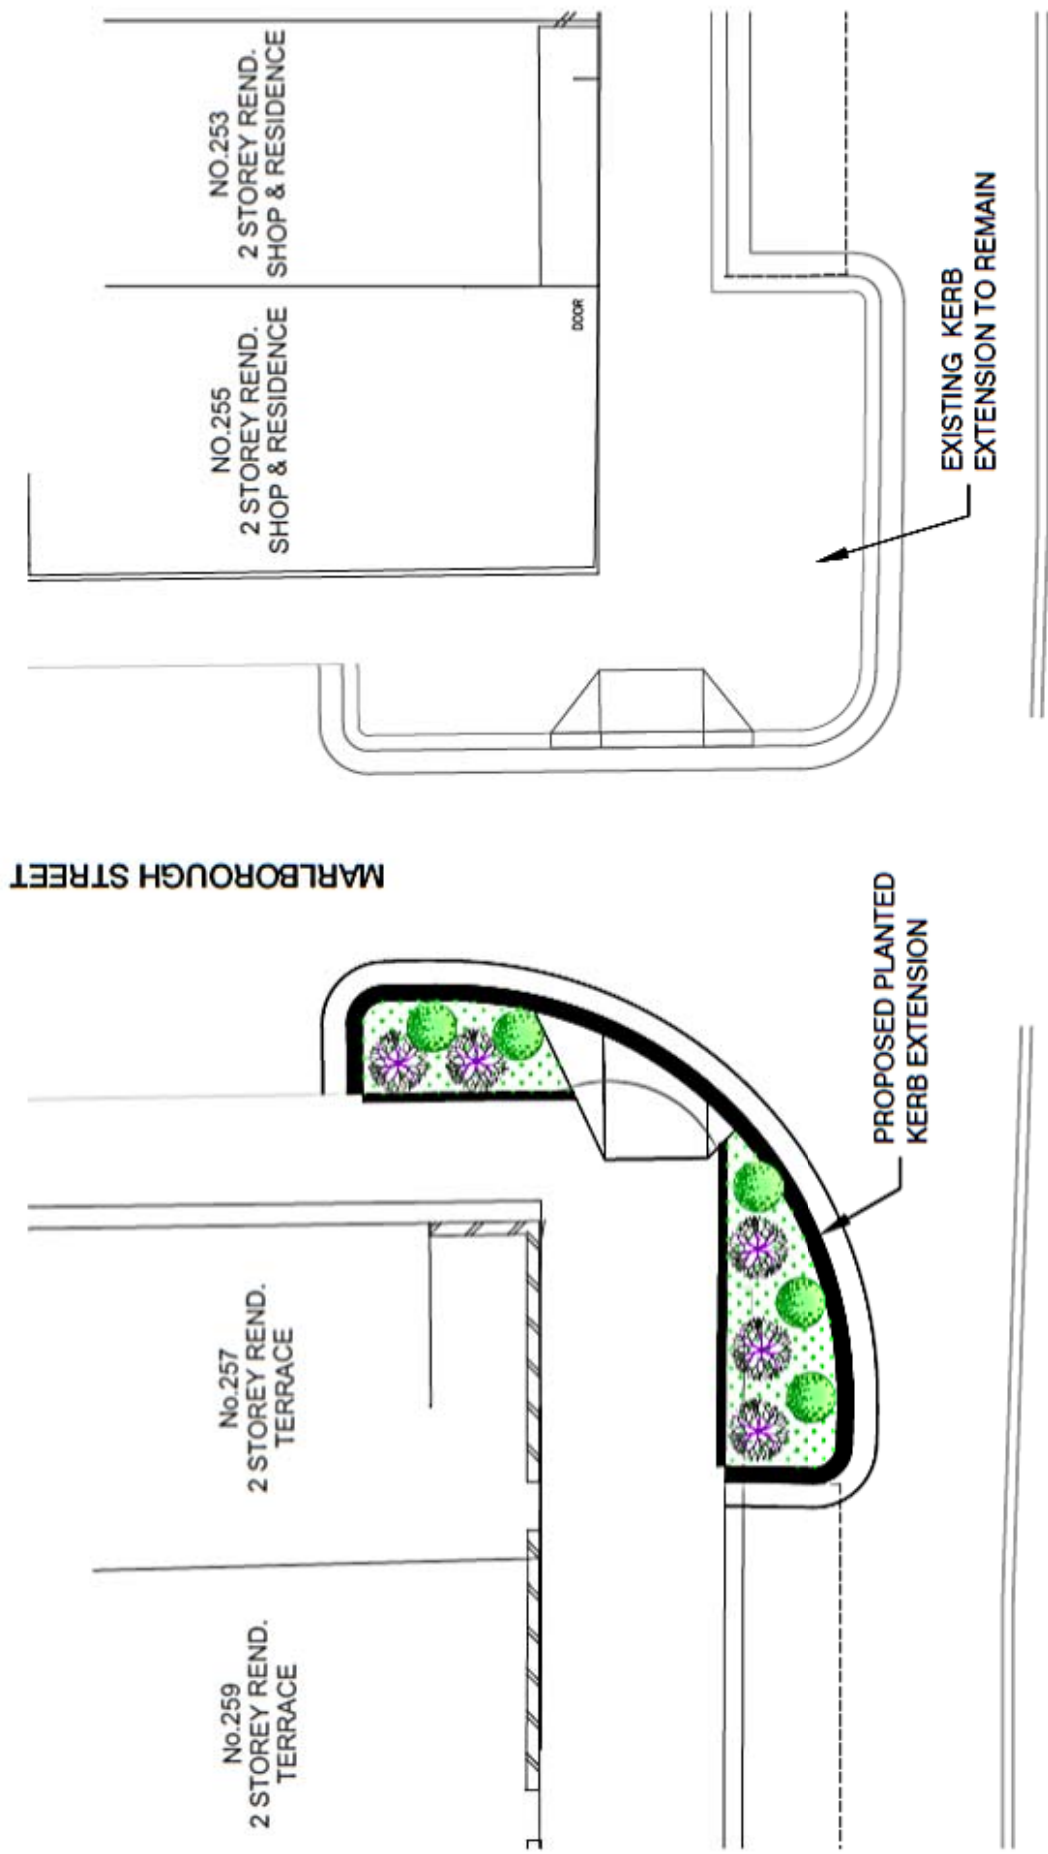 No.259
2 STOREY REND.
TERRACE
No.257
2 STOREY REND.
TERRACE
MARLBOROUGH STREET
NO.255
2 STOREY REND.
SHOP & RESIDENCE
NO.253
2 STOREY REND.
SHOP & RESIDENCE
DOOR
PROPOSED PLANTED
KERB EXTENSION
EXISTING KERB
EXTENSION TO REMAIN